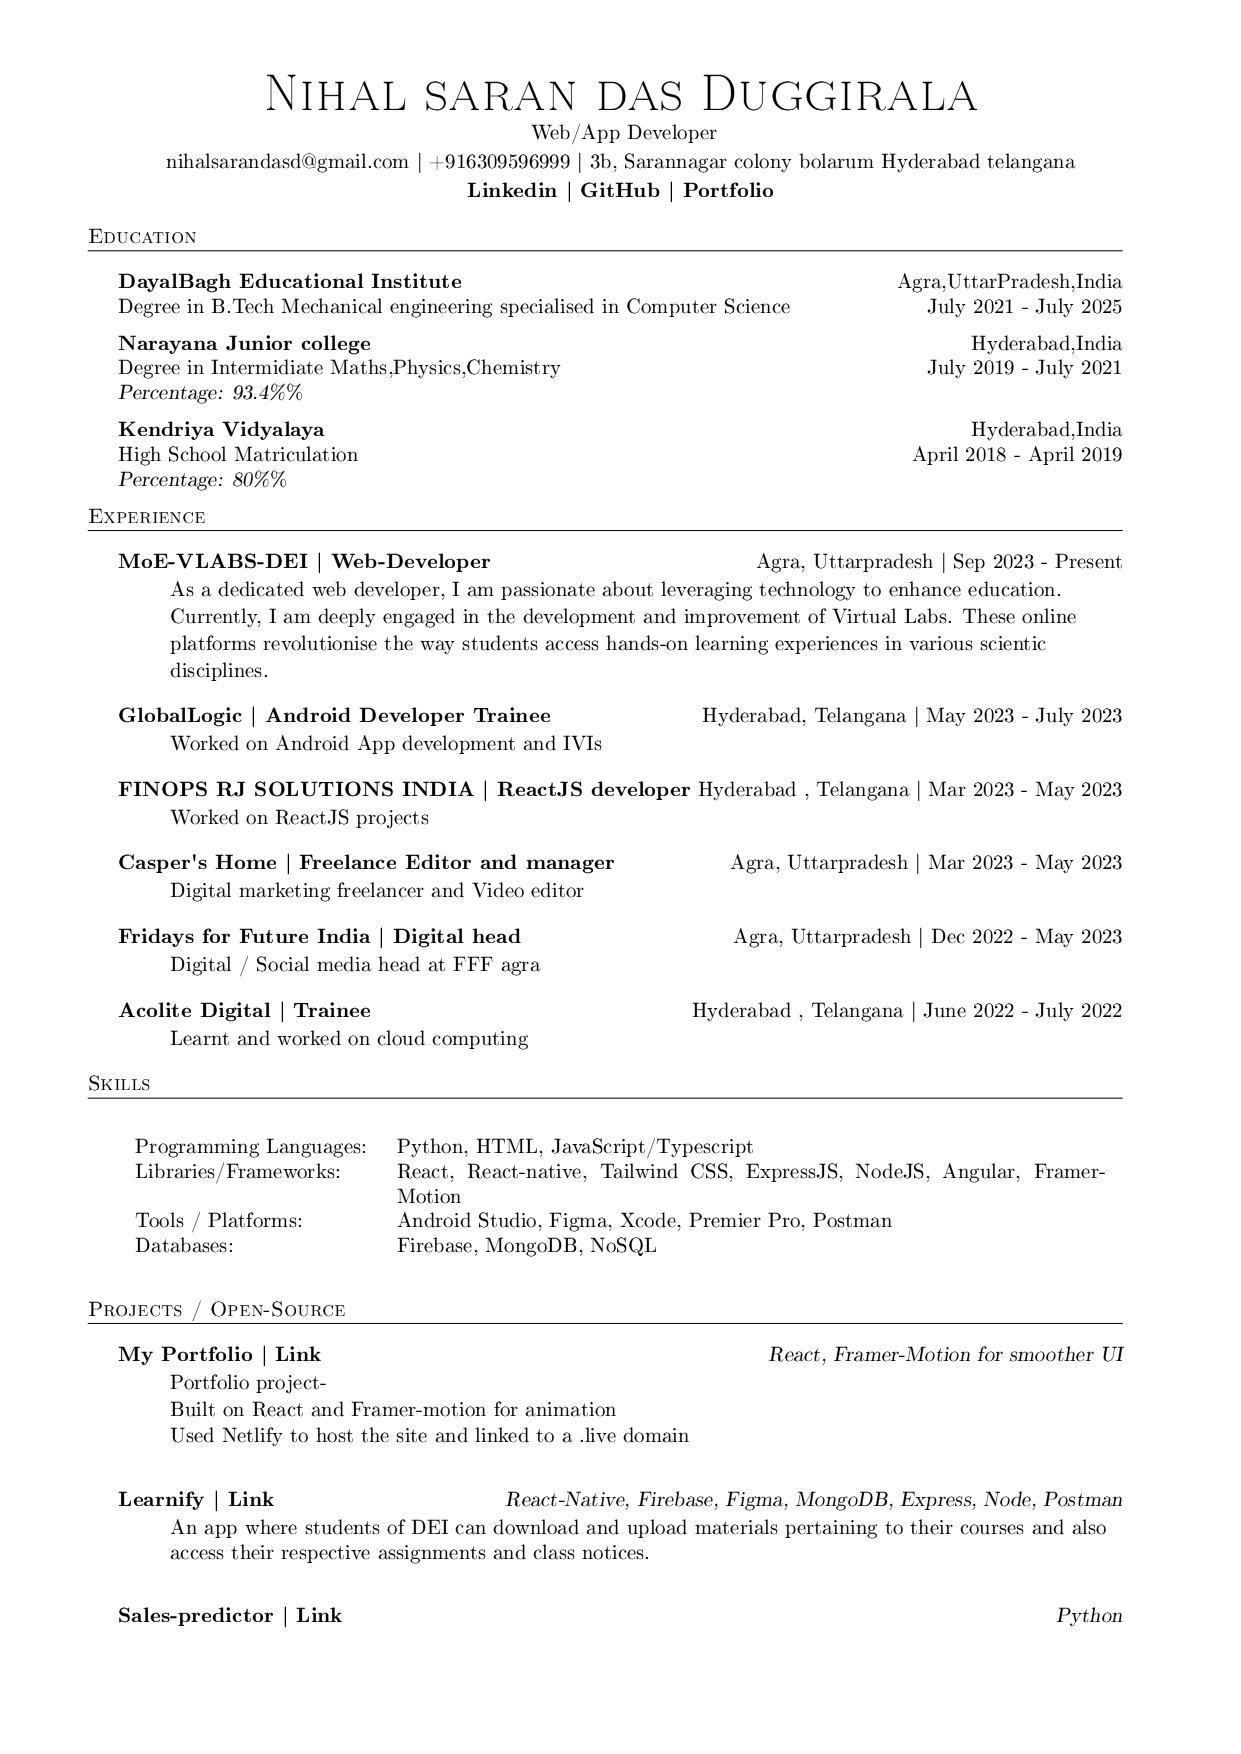 Nihal saran das Duggirala
Web/App Developer
nihalsarandasd@gmail.com | +916309596999 | 3b, Sarannagar colony bolarum Hyderabad telangana
Linkedin | GitHub | Portfolio
Education
DayalBagh Educational Institute Agra,UttarPradesh,India
Degree in B.Tech Mechanical engineering specialised in Computer Science July 2021 - July 2025
Narayana Junior college Hyderabad,India
Degree in Intermidiate Maths,Physics,Chemistry July 2019 - July 2021
Percentage: 93.4%%
Kendriya Vidyalaya Hyderabad,India
High School Matriculation April 2018 - April 2019
Percentage: 80%%
Experience
MoE-VLABS-DEI | Web-Developer Agra, Uttarpradesh | Sep 2023 - Present
As a dedicated web developer, I am passionate about leveraging technology to enhance education.
Currently, I am deeply engaged in the development and improvement of Virtual Labs. These online
platforms revolutionise the way students access hands-on learning experiences in various scientic
disciplines.
GlobalLogic | Android Developer Trainee Hyderabad, Telangana | May 2023 - July 2023
Worked on Android App development and IVIs
FINOPS RJ SOLUTIONS INDIA | ReactJS developer Hyderabad , Telangana | Mar 2023 - May 2023
Worked on ReactJS projects
Casper's Home | Freelance Editor and manager Agra, Uttarpradesh | Mar 2023 - May 2023
Digital marketing freelancer and Video editor
Fridays for Future India | Digital head Agra, Uttarpradesh | Dec 2022 - May 2023
Digital / Social media head at FFF agra
Acolite Digital | Trainee Hyderabad , Telangana | June 2022 - July 2022
Learnt and worked on cloud computing
Skills
Programming Languages: Python, HTML, JavaScript/Typescript
Libraries/Frameworks: React, React-native, Tailwind CSS, ExpressJS, NodeJS, Angular, Framer-
Motion
Tools / Platforms: Android Studio, Figma, Xcode, Premier Pro, Postman
Databases: Firebase, MongoDB, NoSQL
Projects / Open-Source
My Portfolio | Link React, Framer-Motion for smoother UI
Portfolio project-
Built on React and Framer-motion for animation
Used Netlify to host the site and linked to a .live domain
Learnify | Link React-Native, Firebase, Figma, MongoDB, Express, Node, Postman
An app where students of DEI can download and upload materials pertaining to their courses and also
access their respective assignments and class notices.
Sales-predictor | Link Python